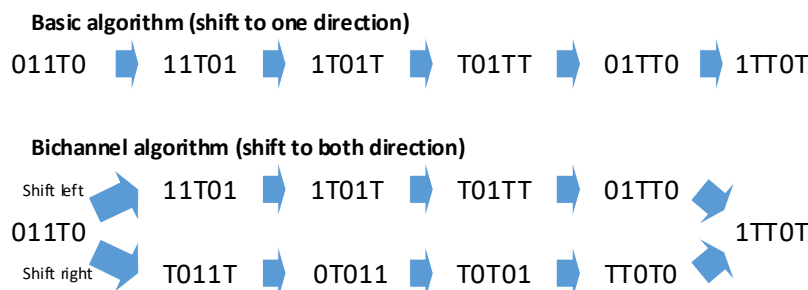 Basic algorithm (shift to one direction)
011T0 11T01 1T01T T01TT 01TT0 1TT0T
Bichannel algorithm (shift to both direction)
Shift left 11T01 1T01T T01TT 01TT0
011T0 1TT0T
Shift right T011T 0T011 T0T01 TT0T0